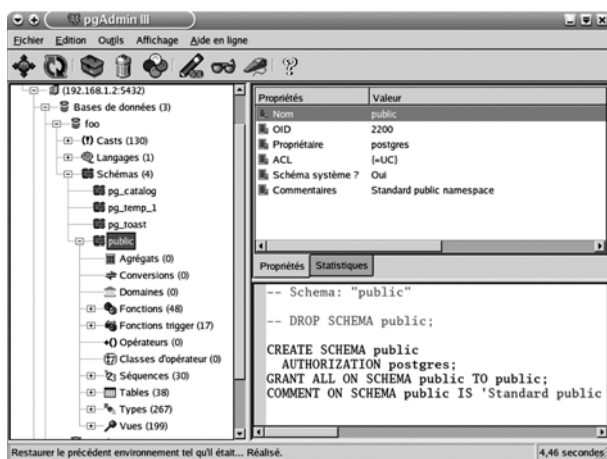 pgAdmin III
Fichier Edition Outils Affichage Aide en ligne
(192.168.1.2:5432)
Bases de données (3)
foo
Casts (130)
Langages (1)
Schémas (4)
pg_catalog
pg_temp_1
pg_toast
public
Agrégats (0)
Conversions (0)
Domaines (0)
Fonctions (48)
Fonctions trigger (17)
Opérateurs (0)
Classes d'opérateur (0)
Séquences (30)
Tables (38)
Types (267)
Vues (199)
Propriétés Valeur
Nom public
OID 2200
Propriétaire postgres
ACL {=UC}
Schéma système ? Oui
Commentaires Standard public namespace
Propriétés Statistiques
-- Schema: "public"
-- DROP SCHEMA public;
CREATE SCHEMA public
AUTHORIZATION postgres;
GRANT ALL ON SCHEMA public TO public;
COMMENT ON SCHEMA public IS 'Standard public
Restaurer le précédent environnement tel qu'il était... Réalisé. 4,46 secondes